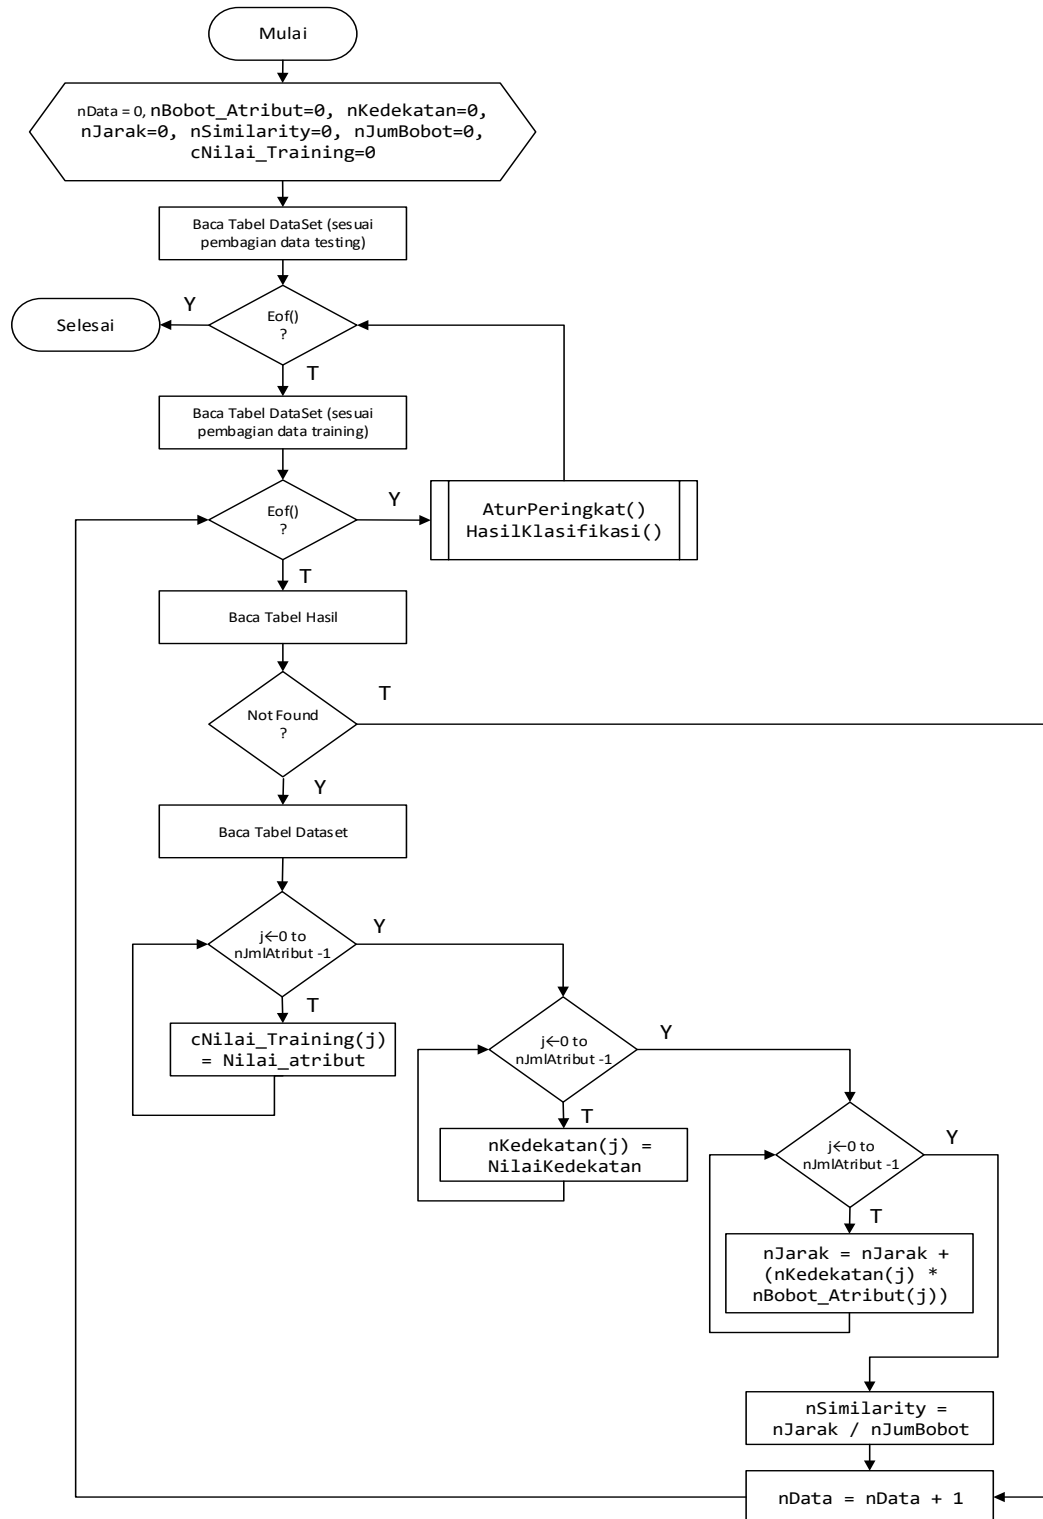 Mulai
nData = 0, nBobot_Atribut=0, nKedekatan=0,
nJarak=0, nSimilarity=0, nJumBobot=0,
cNilai_Training=0
Baca Tabel DataSet (sesuai
pembagian data testing)
Y
Selesai
Eof()
?
T
Baca Tabel DataSet (sesuai
pembagian data training)
Eof()
?
Y
AturPeringkat()
HasilKlasifikasi()
T
Baca Tabel Hasil
T
Not Found
?
Y
Baca Tabel Dataset
j←0 to
nJmlAtribut -1
Y
T
cNilai_Training(j)
= Nilai_atribut
j←0 to
nJmlAtribut -1
Y
T
nKedekatan(j) =
NilaiKedekatan
j←0 to
nJmlAtribut -1
Y
T
nJarak = nJarak +
(nKedekatan(j) *
nBobot_Atribut(j))
nSimilarity =
nJarak / nJumBobot
nData = nData + 1